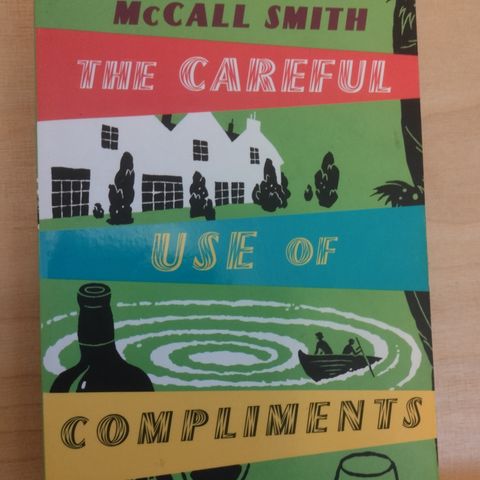 McCALL SMITH
THE CAREFUL
USE OF
COMPLIMENTS